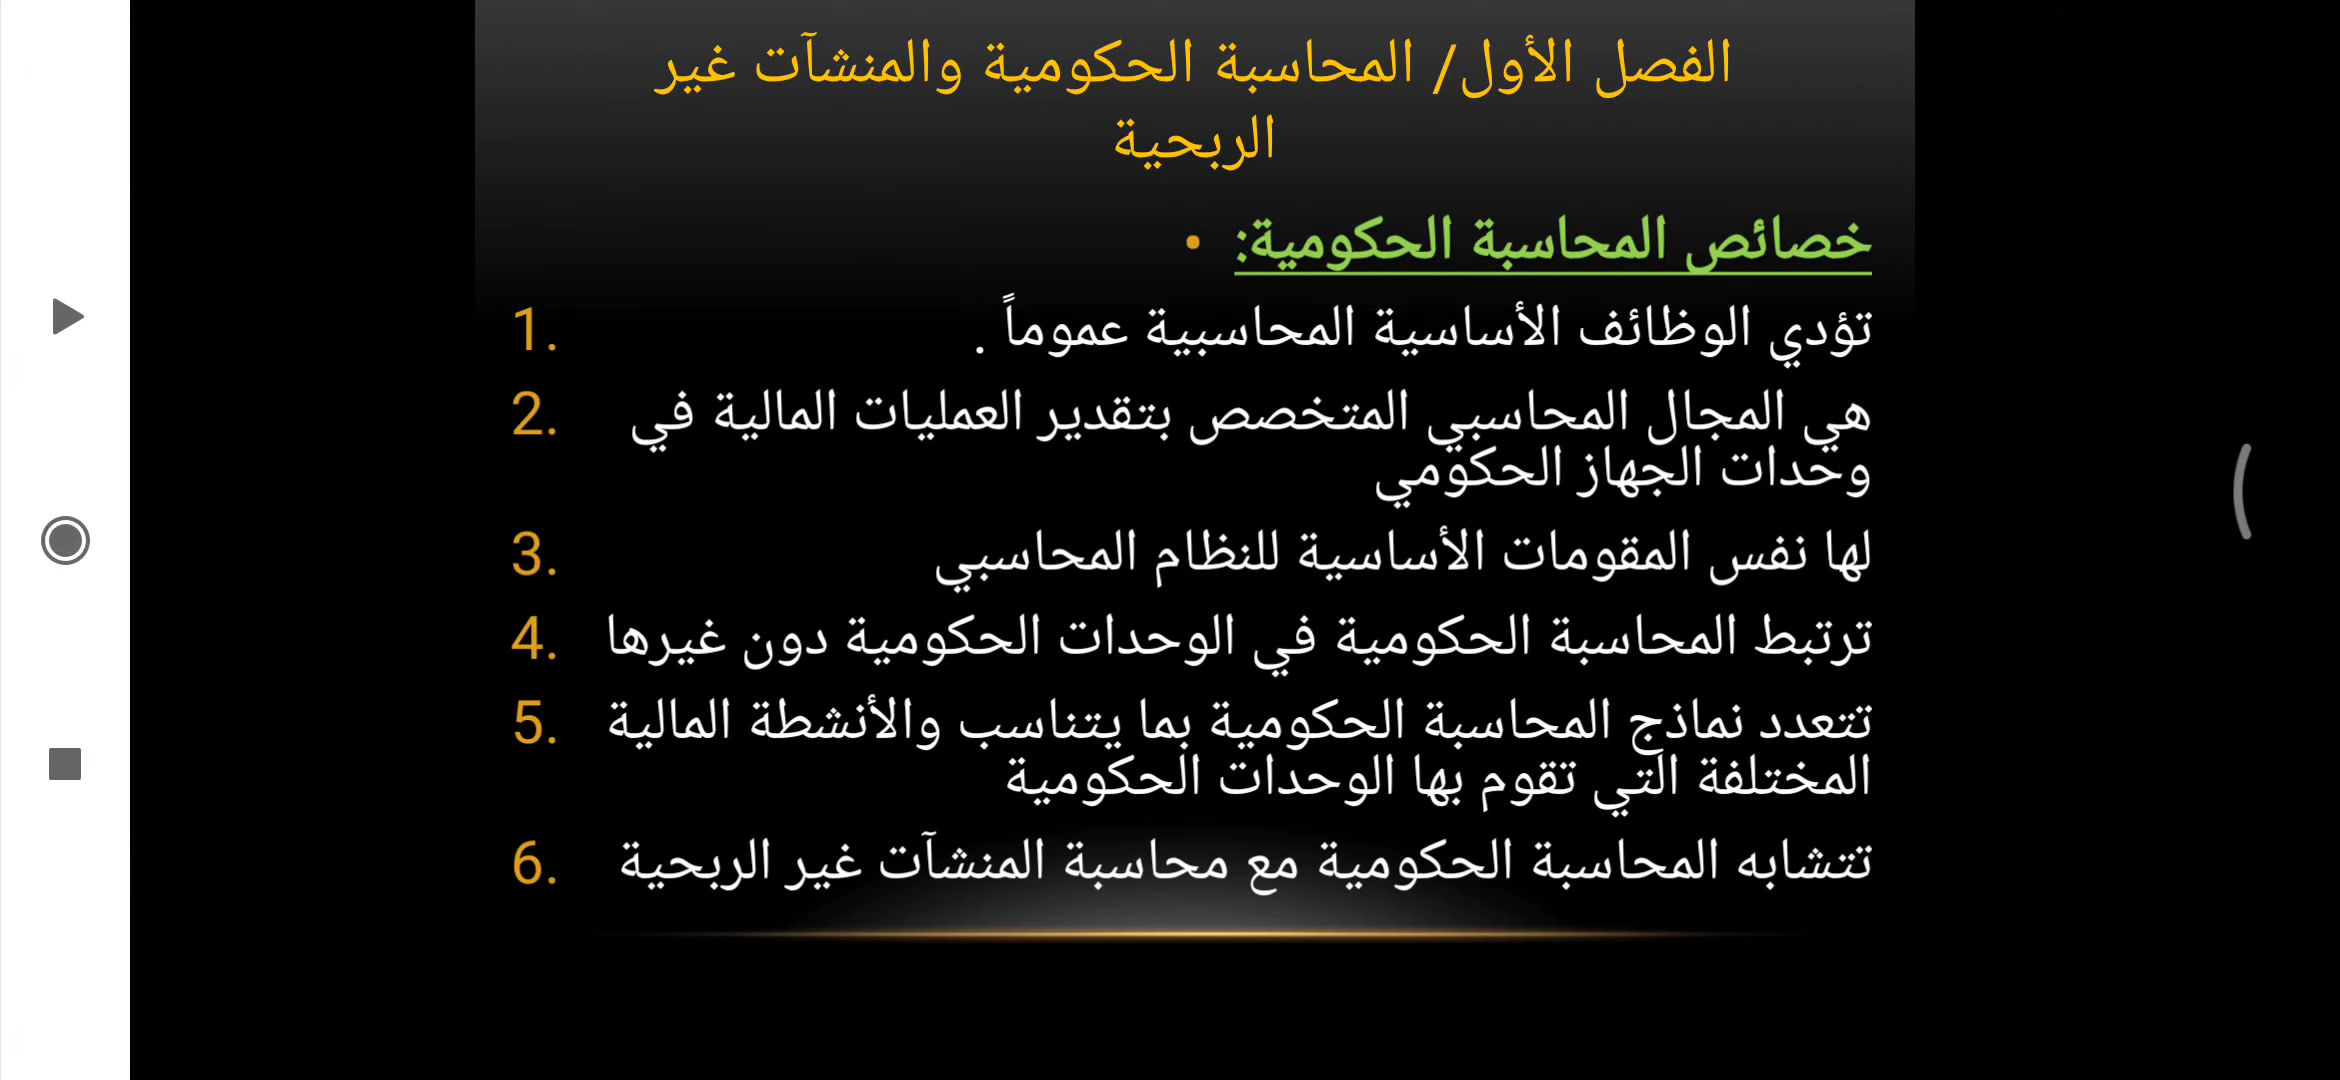 الفصل الأول/ المحاسبة الحكومية والمنشآت غير
الربحية
خصائص المحاسبة الحكومية: •
1. تؤدي الوظائف الأساسية المحاسبية عموماً .
2. هي المجال المحاسبي المتخصص بتقدير العمليات المالية في
وحدات الجهاز الحكومي
3. لها نفس المقومات الأساسية للنظام المحاسبي
4. ترتبط المحاسبة الحكومية في الوحدات الحكومية دون غيرها
5. تتعدد نماذج المحاسبة الحكومية بما يتناسب والأنشطة المالية
المختلفة التي تقوم بها الوحدات الحكومية
6. تتشابه المحاسبة الحكومية مع محاسبة المنشآت غير الربحية